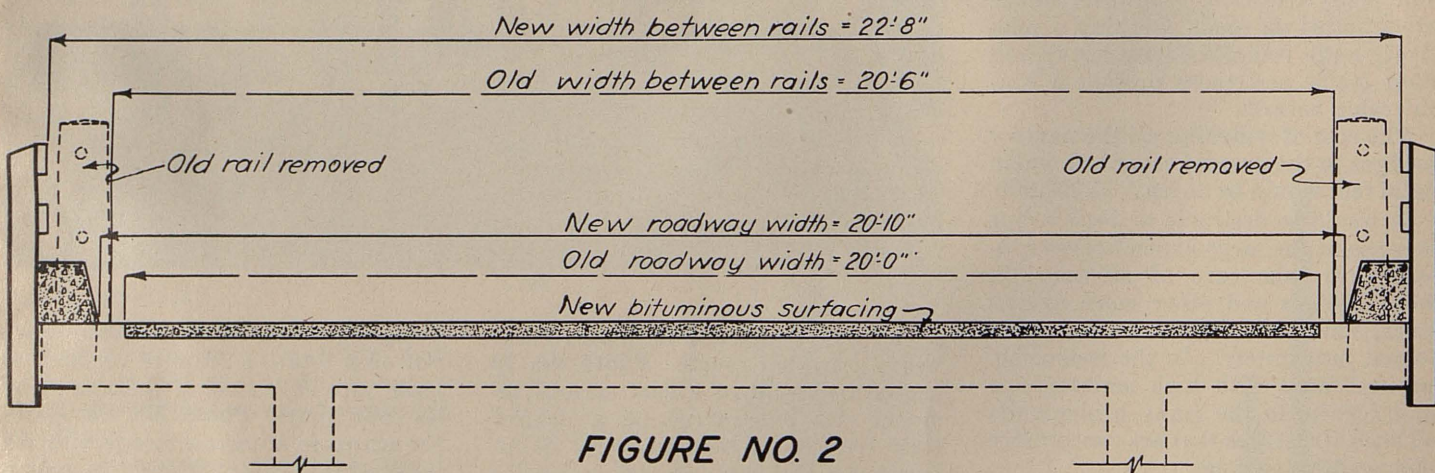 New width between rails = 22'-8"
Old width between rails = 20'-6"
Old rail removed
Old rail removed
New roadway width = 20'-10"
Old roadway width = 20'-0"
New bituminous surfacing
FIGURE NO. 2